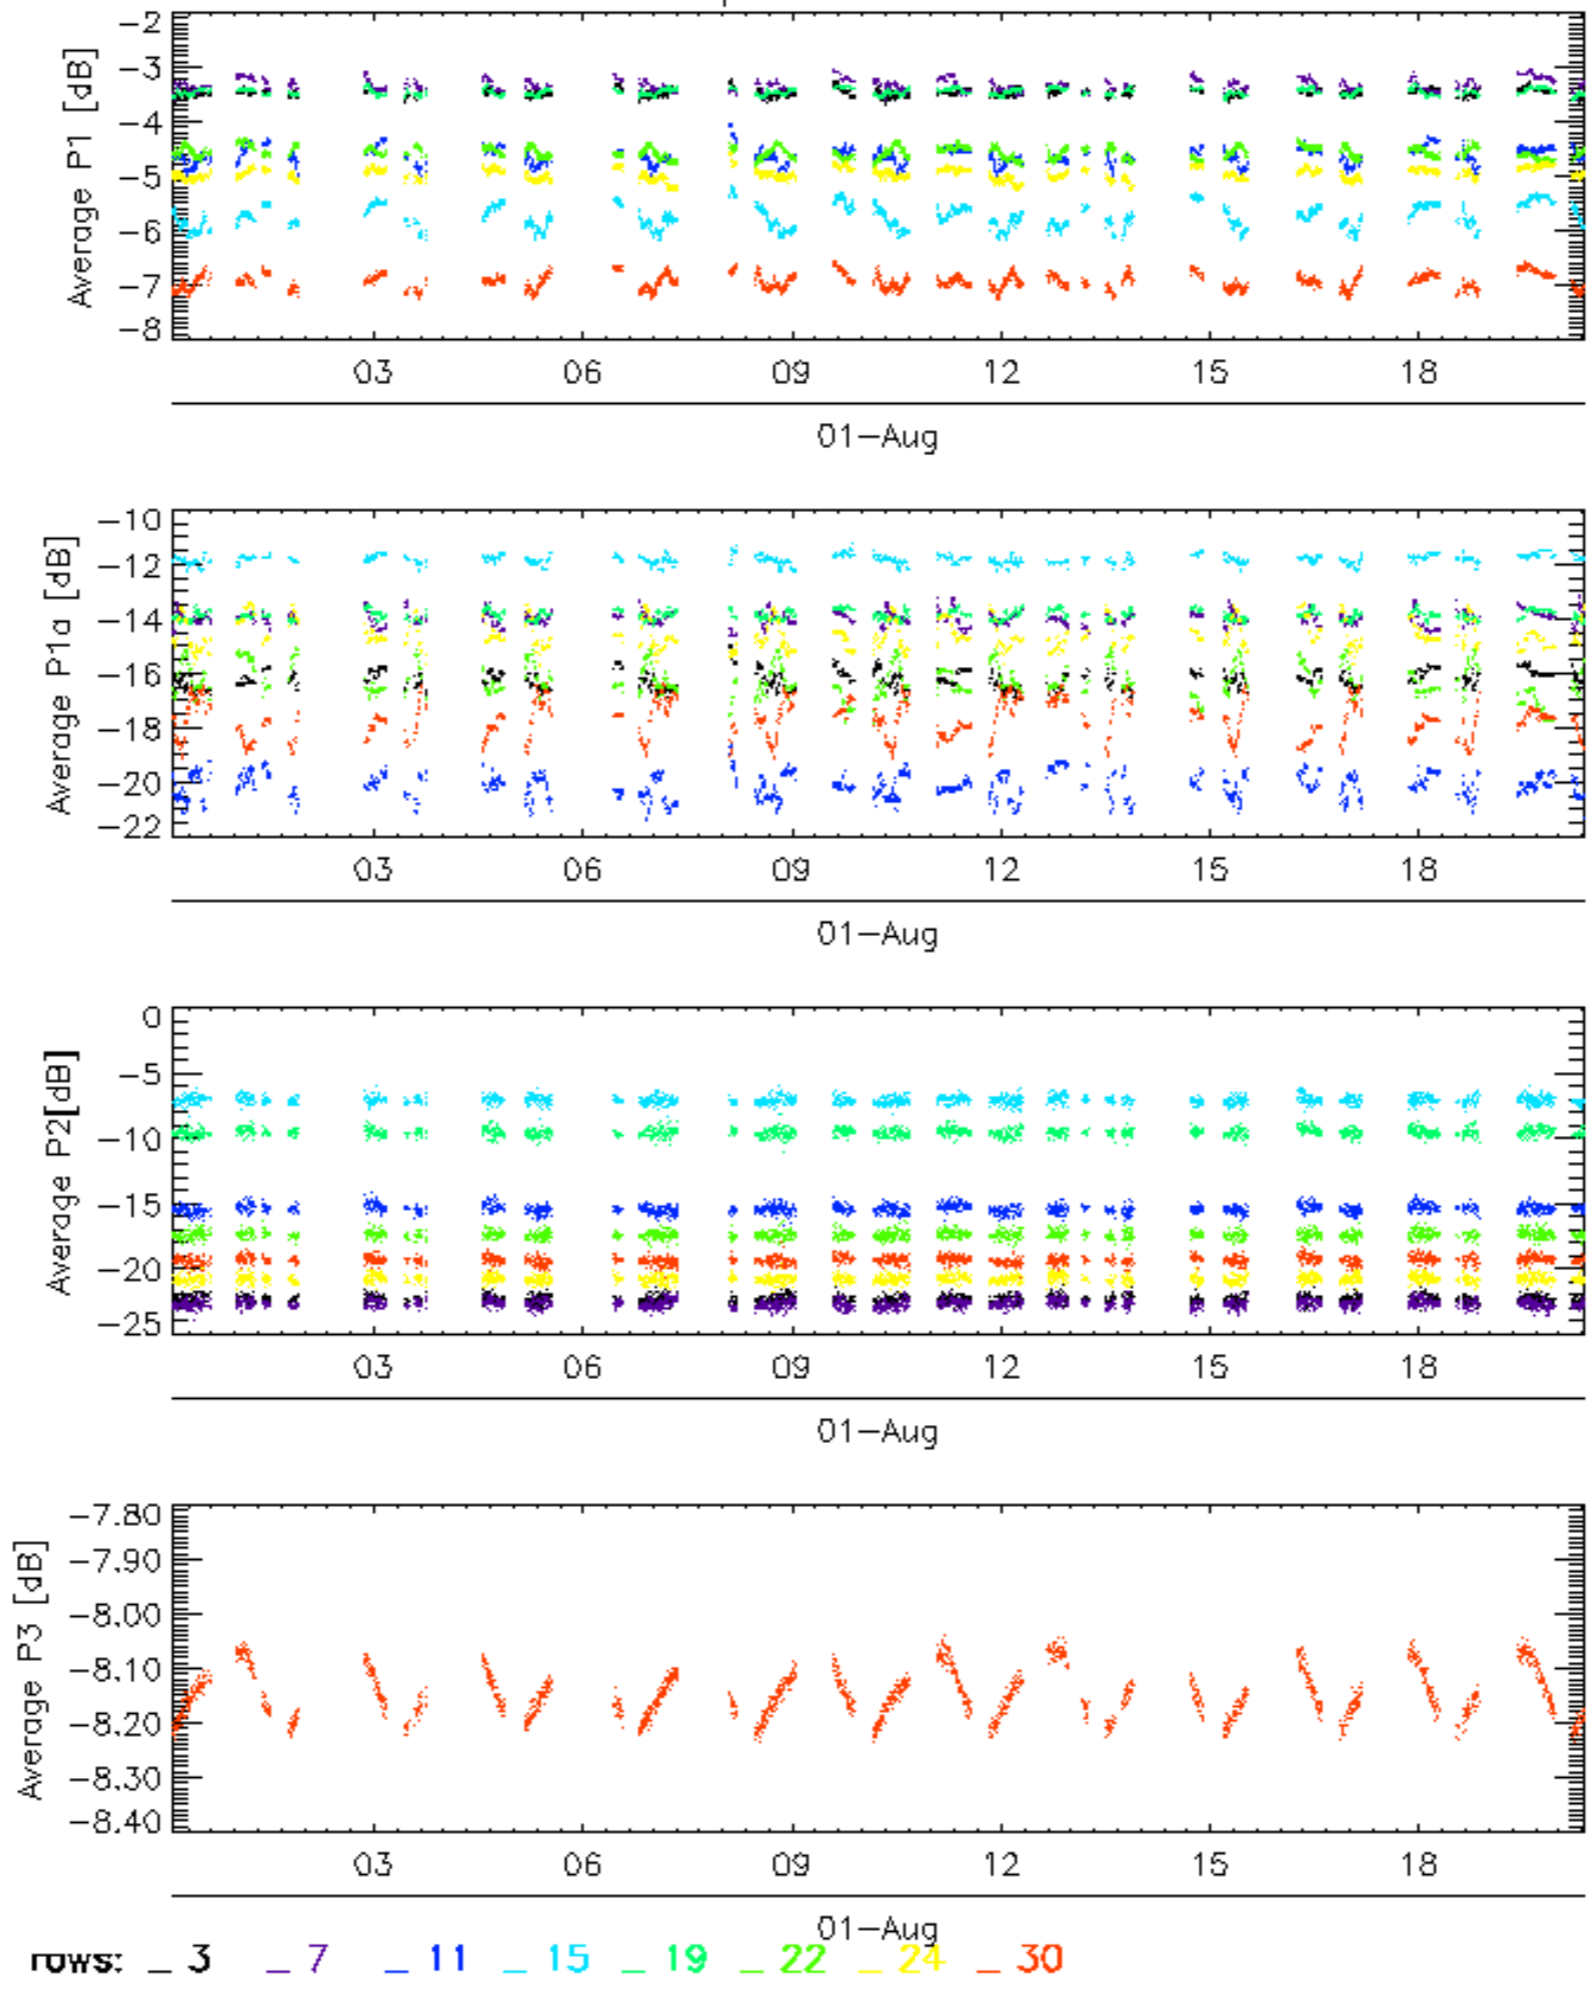 Average P1 [dB]
-2
-3
-4
-5
-6
-7
-8
03 06 09 12 15 18
01-Aug
Average P1a [dB]
-10
-12
-14
-16
-18
-20
-22
03 06 09 12 15 18
01-Aug
Average P2[dB]
0
-5
-10
-15
-20
-25
03 06 09 12 15 18
01-Aug
Average P3 [dB]
-7.80
-7.90
-8.00
-8.10
-8.20
-8.30
-8.40
03 06 09 12 15 18
01-Aug
rows: _ 3 _ 7 _ 11 _ 15 _ 19 _ 22 _ 24 _ 30